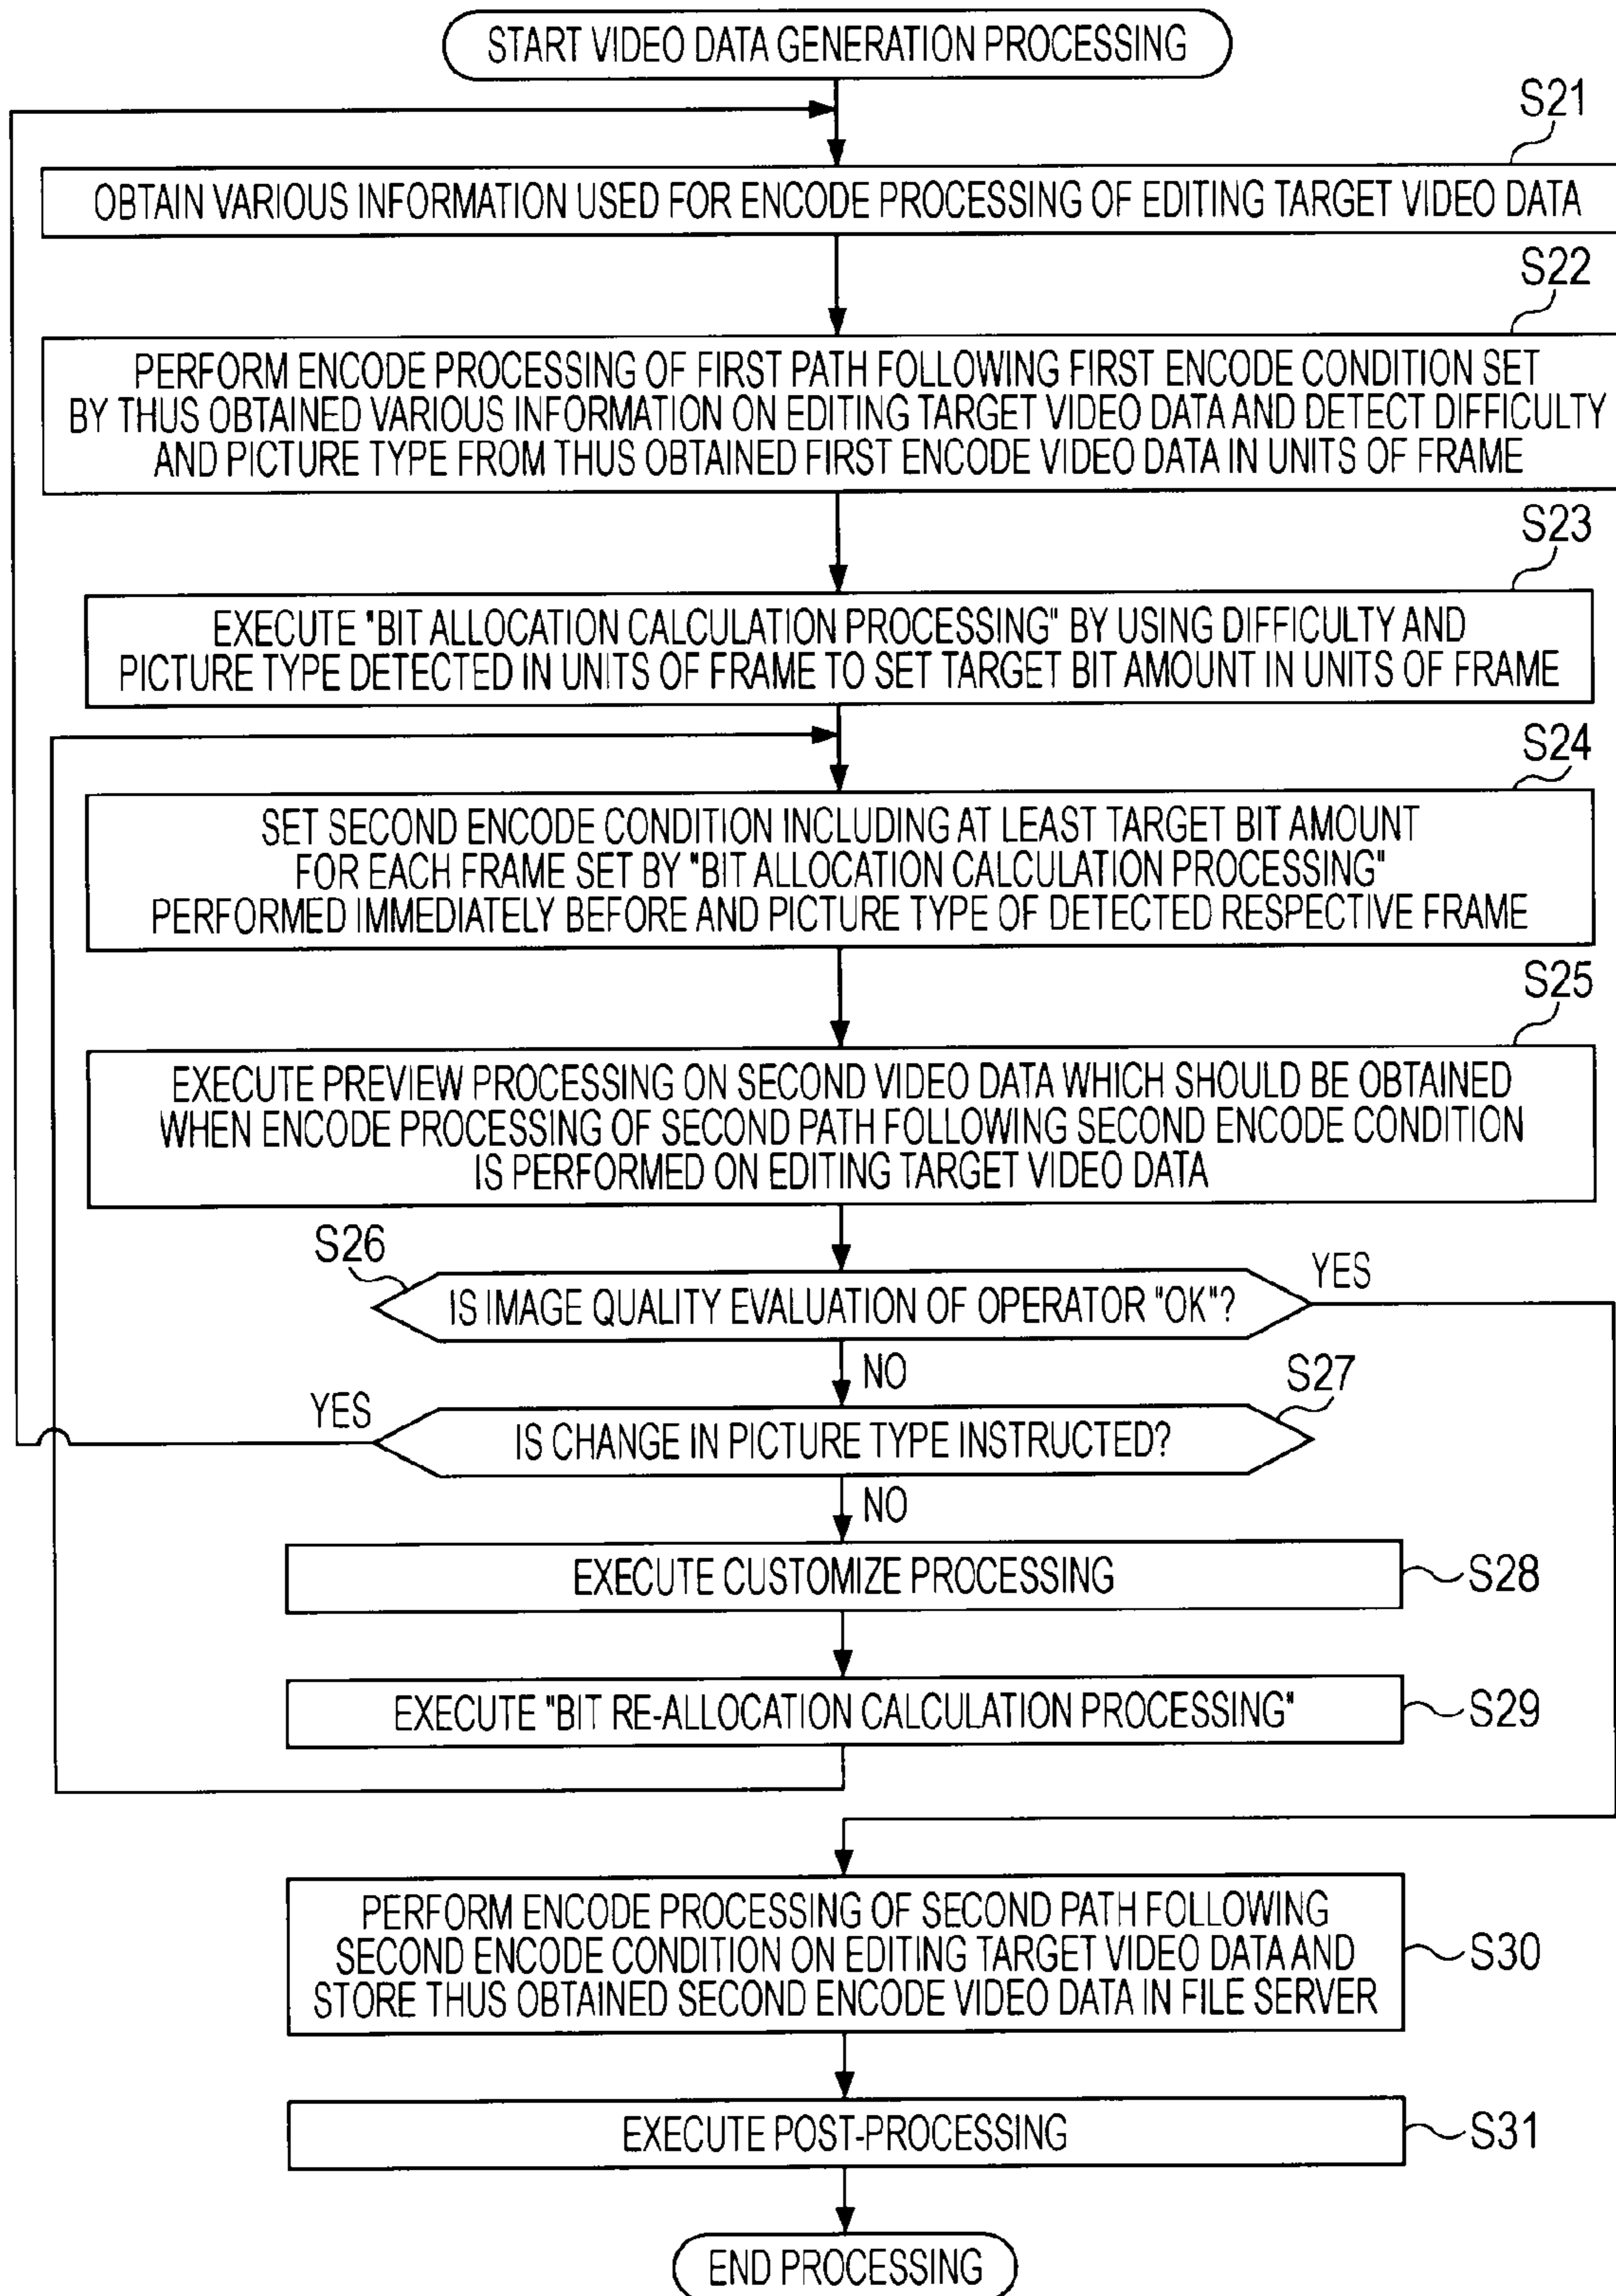 START VIDEO DATA GENERATION PROCESSING
S21
OBTAIN VARIOUS INFORMATION USED FOR ENCODE PROCESSING OF EDITING TARGET VIDEO DATA
S22
PERFORM ENCODE PROCESSING OF FIRST PATH FOLLOWING FIRST ENCODE CONDITION SET
BY THUS OBTAINED VARIOUS INFORMATION ON EDITING TARGET VIDEO DATA AND DETECT DIFFICULTY
AND PICTURE TYPE FROM THUS OBTAINED FIRST ENCODE VIDEO DATA IN UNITS OF FRAME
S23
EXECUTE "BIT ALLOCATION CALCULATION PROCESSING" BY USING DIFFICULTY AND
PICTURE TYPE DETECTED IN UNITS OF FRAME TO SET TARGET BIT AMOUNT IN UNITS OF FRAME
S24
SET SECOND ENCODE CONDITION INCLUDING AT LEAST TARGET BIT AMOUNT
FOR EACH FRAME SET BY "BIT ALLOCATION CALCULATION PROCESSING"
PERFORMED IMMEDIATELY BEFORE AND PICTURE TYPE OF DETECTED RESPECTIVE FRAME
S25
EXECUTE PREVIEW PROCESSING ON SECOND VIDEO DATA WHICH SHOULD BE OBTAINED
WHEN ENCODE PROCESSING OF SECOND PATH FOLLOWING SECOND ENCODE CONDITION
IS PERFORMED ON EDITING TARGET VIDEO DATA
S26
IS IMAGE QUALITY EVALUATION OF OPERATOR "OK"?
YES
NO
S27
YES
IS CHANGE IN PICTURE TYPE INSTRUCTED?
NO
EXECUTE CUSTOMIZE PROCESSING
S28
EXECUTE "BIT RE-ALLOCATION CALCULATION PROCESSING"
S29
PERFORM ENCODE PROCESSING OF SECOND PATH FOLLOWING
SECOND ENCODE CONDITION ON EDITING TARGET VIDEO DATA AND
STORE THUS OBTAINED SECOND ENCODE VIDEO DATA IN FILE SERVER
S30
EXECUTE POST-PROCESSING
S31
END PROCESSING